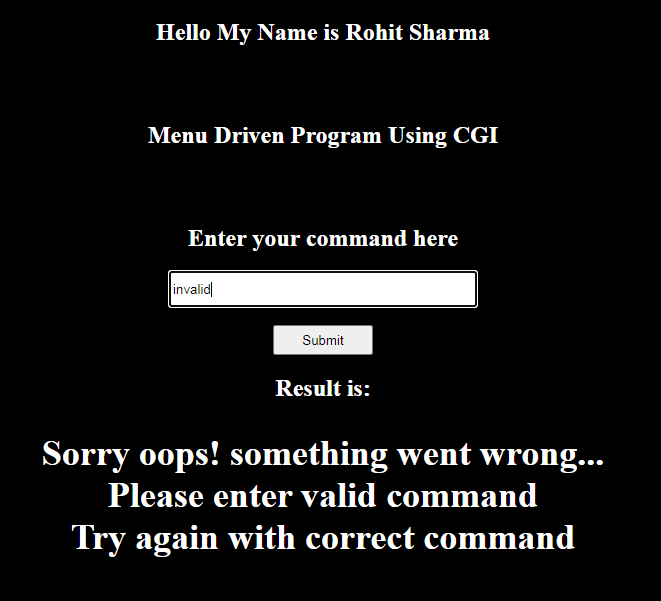 Hello My Name is Rohit Sharma
Menu Driven Program Using CGI
Enter your command here
invalid
Submit
Result is:
Sorry oops! something went wrong...
Please enter valid command
Try again with correct command